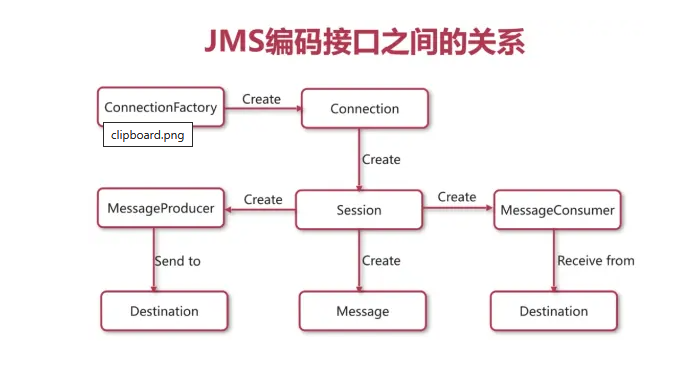 JMS编码接口之间的关系
ConnectionFactory
Create
Connection
clipboard.png
Create
MessageProducer
Create
Session
Create
MessageConsumer
Send to
Create
Receive from
Destination
Message
Destination